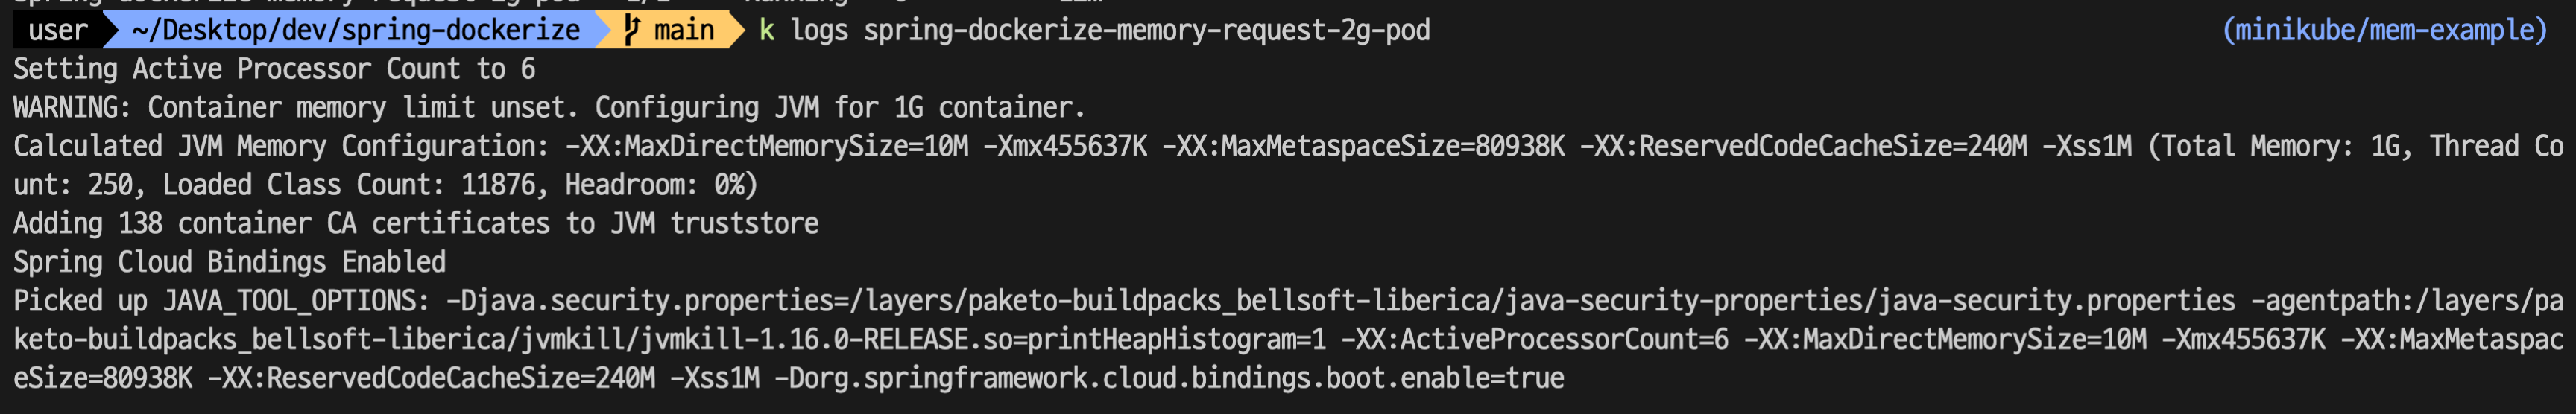 user ~/Desktop/dev/spring-dockerize main k logs spring-dockerize-memory-request-2g-pod (minikube/mem-example)
Setting Active Processor Count to 6
WARNING: Container memory limit unset. Configuring JVM for 1G container.
Calculated JVM Memory Configuration: -XX:MaxDirectMemorySize=10M -Xmx455637K -XX:MaxMetaspaceSize=80938K -XX:ReservedCodeCacheSize=240M -Xss1M (Total Memory: 1G, Thread Co
unt: 250, Loaded Class Count: 11876, Headroom: 0%)
Adding 138 container CA certificates to JVM truststore
Spring Cloud Bindings Enabled
Picked up JAVA_TOOL_OPTIONS: -Djava.security.properties=/layers/paketo-buildpacks_bellsoft-liberica/java-security-properties/java-security.properties -agentpath:/layers/pa
keto-buildpacks_bellsoft-liberica/jvmkill/jvmkill-1.16.0-RELEASE.so=printHeapHistogram=1 -XX:ActiveProcessorCount=6 -XX:MaxDirectMemorySize=10M -Xmx455637K -XX:MaxMetaspac
eSize=80938K -XX:ReservedCodeCacheSize=240M -Xss1M -Dorg.springframework.cloud.bindings.boot.enable=true